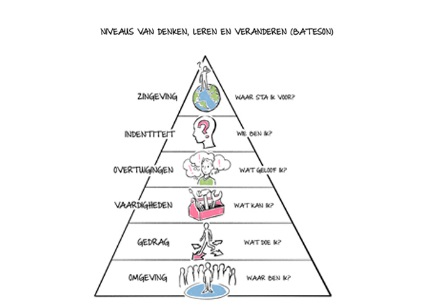 NIVEAUS VAN DENKEN, LEREN EN VERANDEREN (BATESON)
ZINGEVING WAAR STA IK VOOR?
INDENTITEIT WIE BEN IK?
OVERTUIGINGEN WAT GELOOF IK?
VAARDIGHEDEN WAT KAN IK?
GEDRAG WAT DOE IK?
OMGEVING WAAR BEN IK?